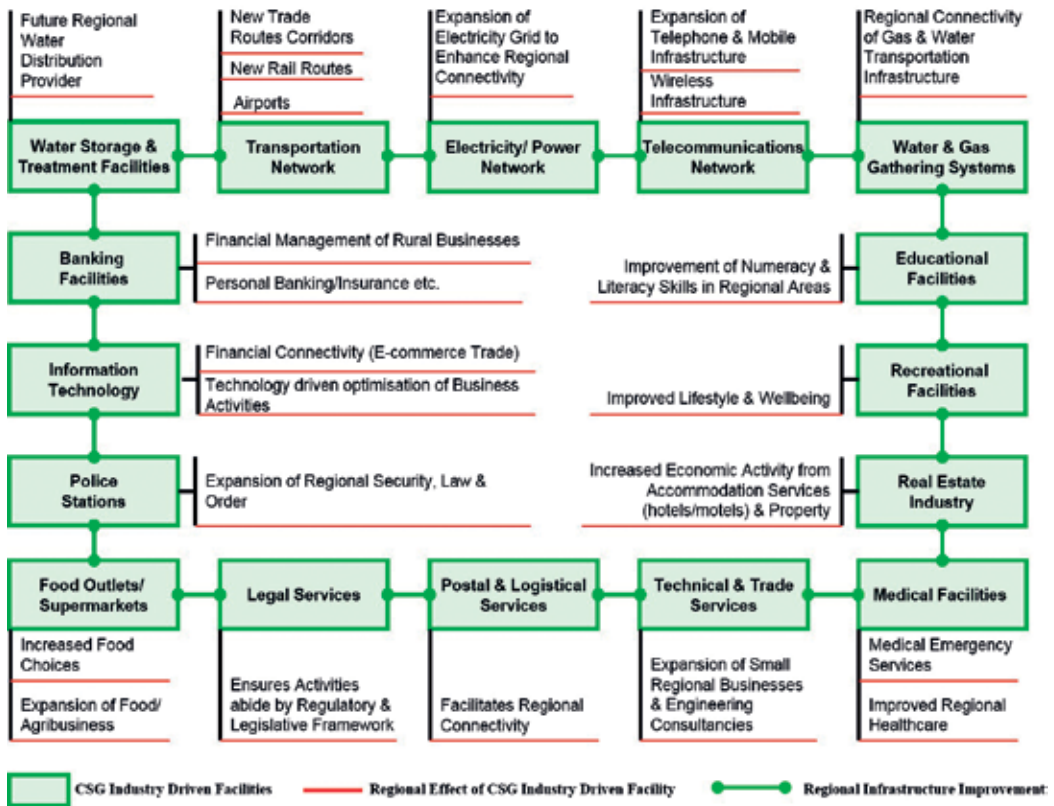 Future Regional
Water
Distribution
Provider
New Trade
Routes Corridors
New Rail Routes
Airports
Expansion of
Electricity Grid to
Enhance Regional
Connectivity
Expansion of
Telephone & Mobile
Infrastructure
Wireless
Infrastructure
Regional Connectivity
of Gas & Water
Transportation
Infrastructure
Water Storage &
Treatment Facilities
Transportation
Network
Electricity/ Power
Network
Telecommunications
Network
Water & Gas
Gathering Systems
Banking
Facilities
Financial Management of Rural Businesses
Personal Banking/Insurance etc.
Improvement of Numeracy &
Literacy Skills in Regional Areas
Educational
Facilities
Information
Technology
Financial Connectivity (E-commerce Trade)
Technology driven optimisation of Business
Activities
Improved Lifestyle & Wellbeing
Recreational
Facilities
Police
Stations
Expansion of Regional Security, Law &
Order
Increased Economic Activity from
Accommodation Services
(hotels/motels) & Property
Real Estate
Industry
Food Outlets/
Supermarkets
Legal Services
Postal & Logistical
Services
Technical & Trade
Services
Medical Facilities
Increased Food
Choices
Expansion of Food/
Agribusiness
Ensures Activities
abide by Regulatory &
Legislative Framework
Facilitates Regional
Connectivity
Expansion of Small
Regional Businesses
& Engineering
Consultancies
Medical Emergency
Services
Improved Regional
Healthcare
CSG Industry Driven Facilities
Regional Effect of CSG Industry Driven Facility
Regional Infrastructure Improvement